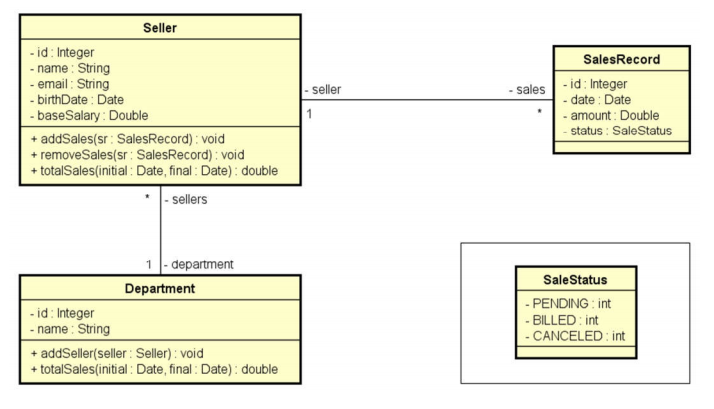 Seller
- id : Integer
- name : String
- email : String
- birthDate : Date
- baseSalary : Double
+ addSales(sr : SalesRecord) : void
+ removeSales(sr : SalesRecord) : void
+ totalSales(initial : Date, final : Date) : double
- seller
1
- sales
*
SalesRecord
- id : Integer
- date : Date
- amount : Double
- status : SaleStatus
* - sellers
1 - department
Department
- id : Integer
- name : String
+ addSeller(seller : Seller) : void
+ totalSales(initial : Date, final : Date) : double
SaleStatus
- PENDING : int
- BILLED : int
- CANCELED : int